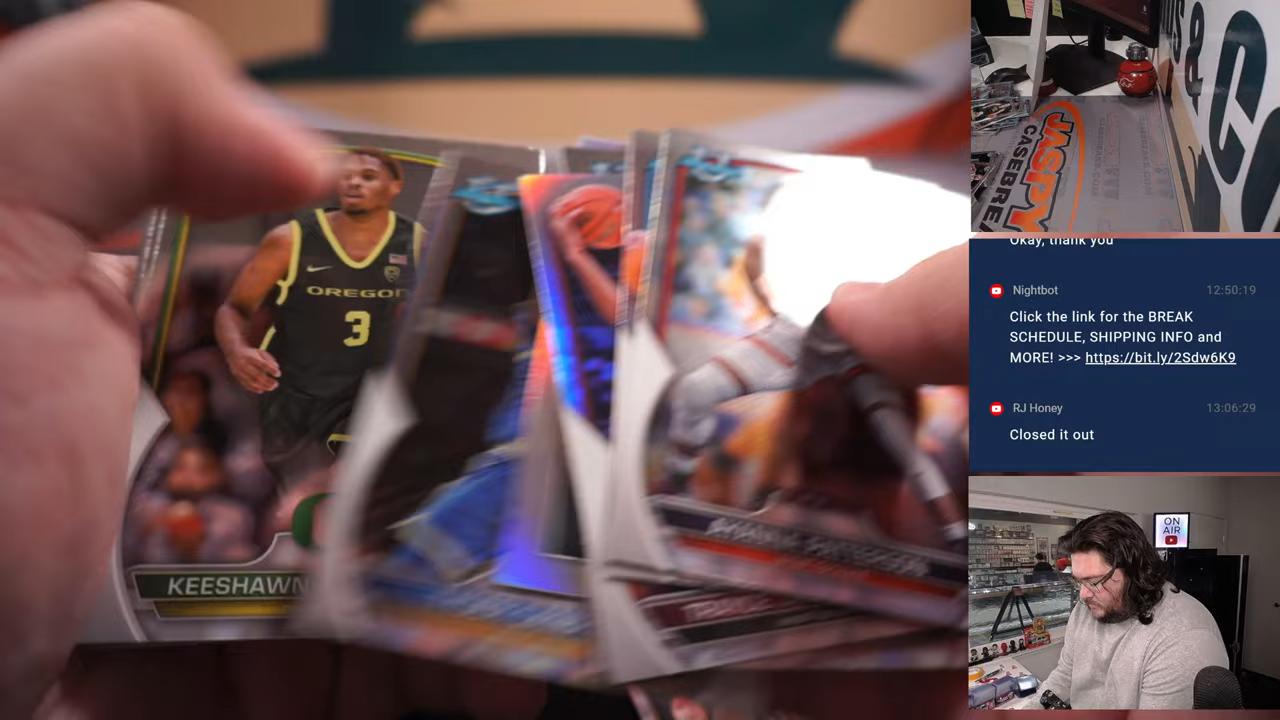 OREGON
3
KEESHAWN
&
JASPY
CASEBRE
Okay, thank you
Nightbot 12:50:19
Click the link for the BREAK
SCHEDULE, SHIPPING INFO and
MORE! >>> https://bit.ly/2Sdw6K9
RJ Honey 13:06:29
Closed it out
ON
AIR